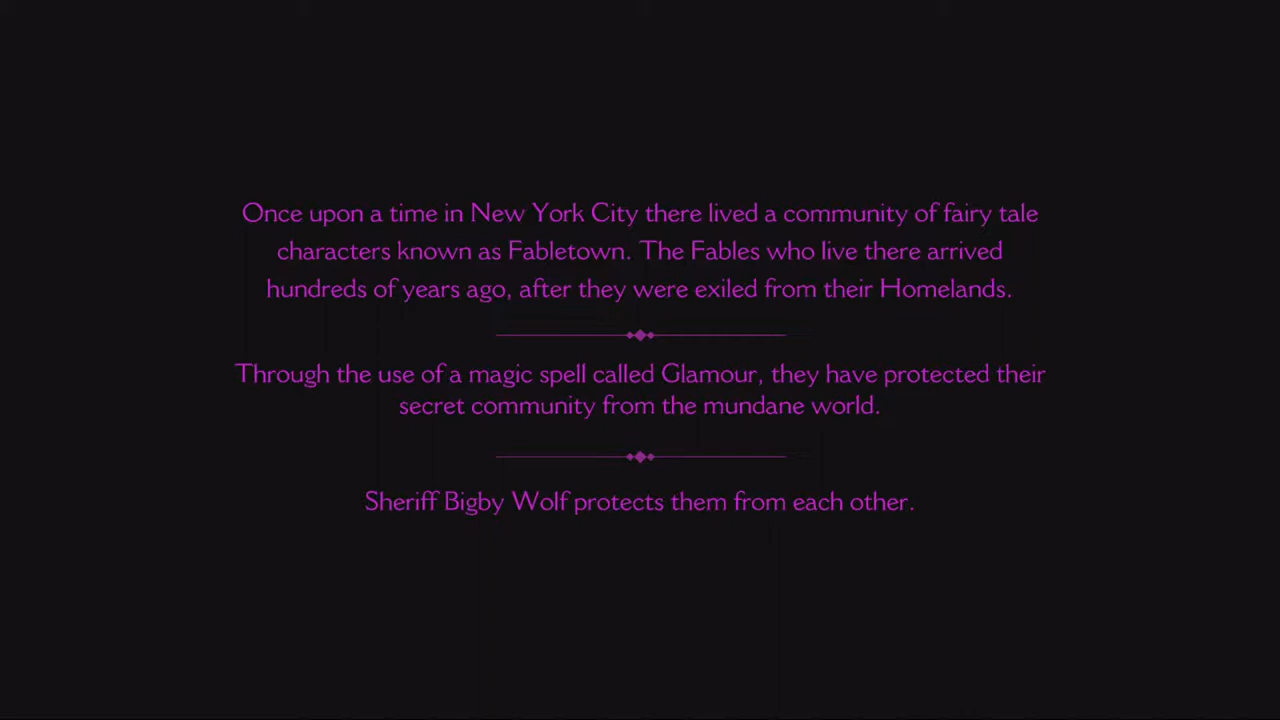 Once upon a time in New York City there lived a community of fairy tale
characters known as Fabletown. The Fables who live there arrived
hundreds of years ago, after they were exiled from their Homelands.
Through the use of a magic spell called Glamour, they have protected their
secret community from the mundane world.
Sheriff Bigby Wolf protects them from each other.